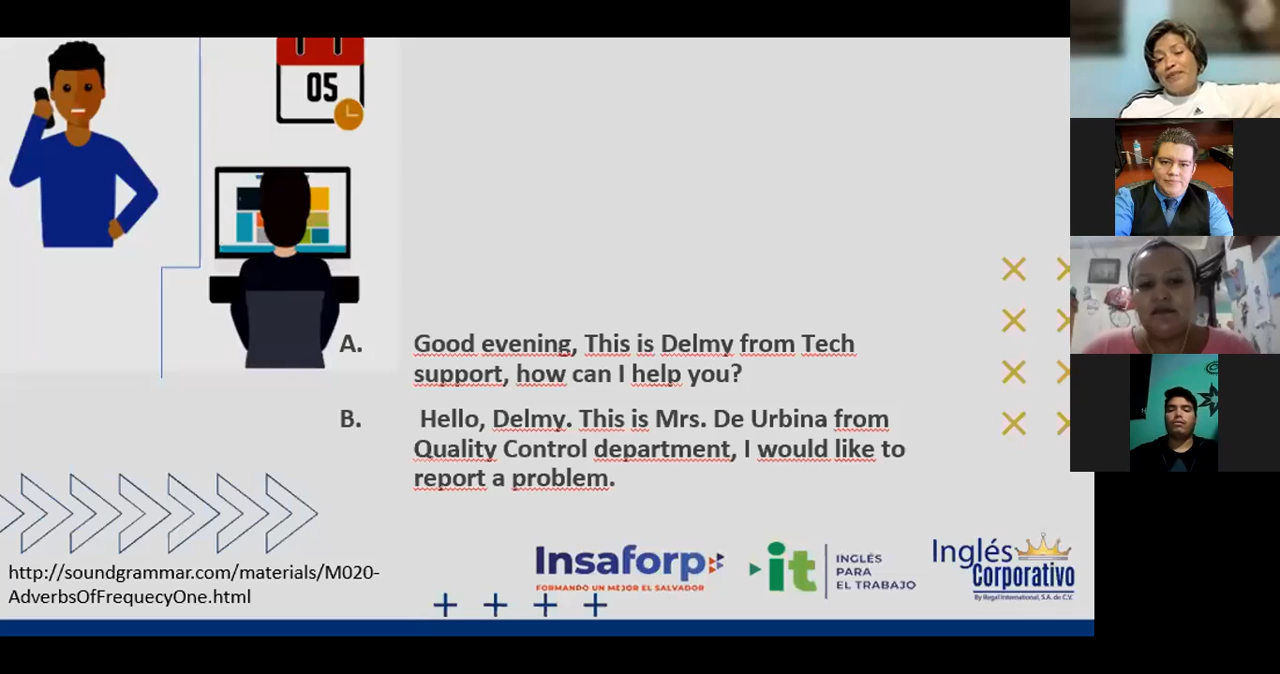 05
A. Good evening, This is Delmy from Tech
support, how can I help you?
B. Hello, Delmy. This is Mrs. De Urbina from
Quality Control department, I would like to
report a problem.
http://soundgrammar.com/materials/M020-
AdverbsOfFrequecyOne.html
Insaforp
FORMANDO UN MEJOR EL SALVADOR
it
INGLÉS
PARA
EL TRABAJO
Inglés
Corporativo
By Regal International, S.A. de C.V.